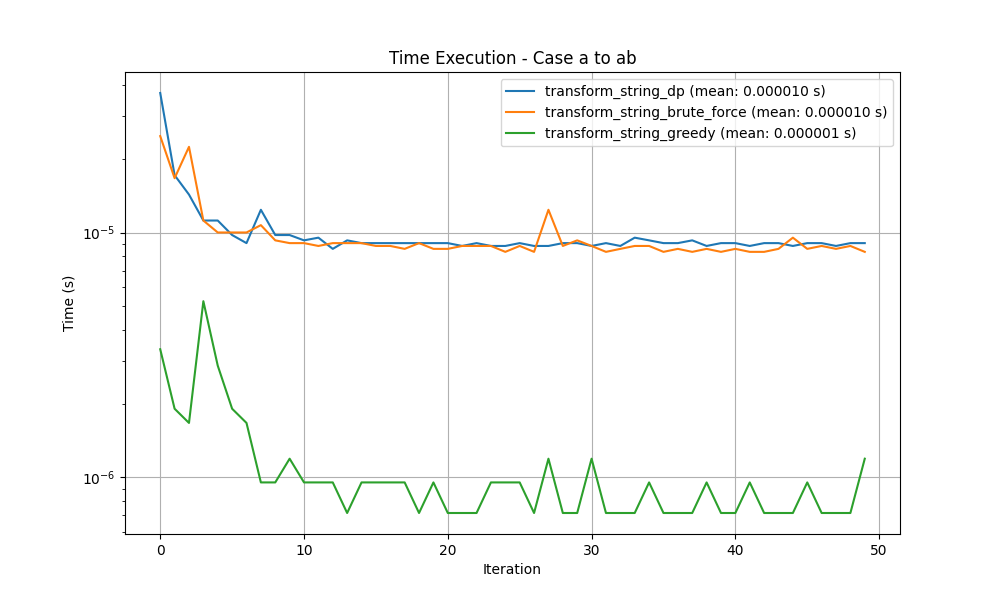 Time Execution - Case a to ab
transform_string_dp (mean: 0.000010 s)
transform_string_brute_force (mean: 0.000010 s)
transform_string_greedy (mean: 0.000001 s)
Time (s)
10⁻⁵
10⁻⁶
0 10 20 30 40 50
Iteration